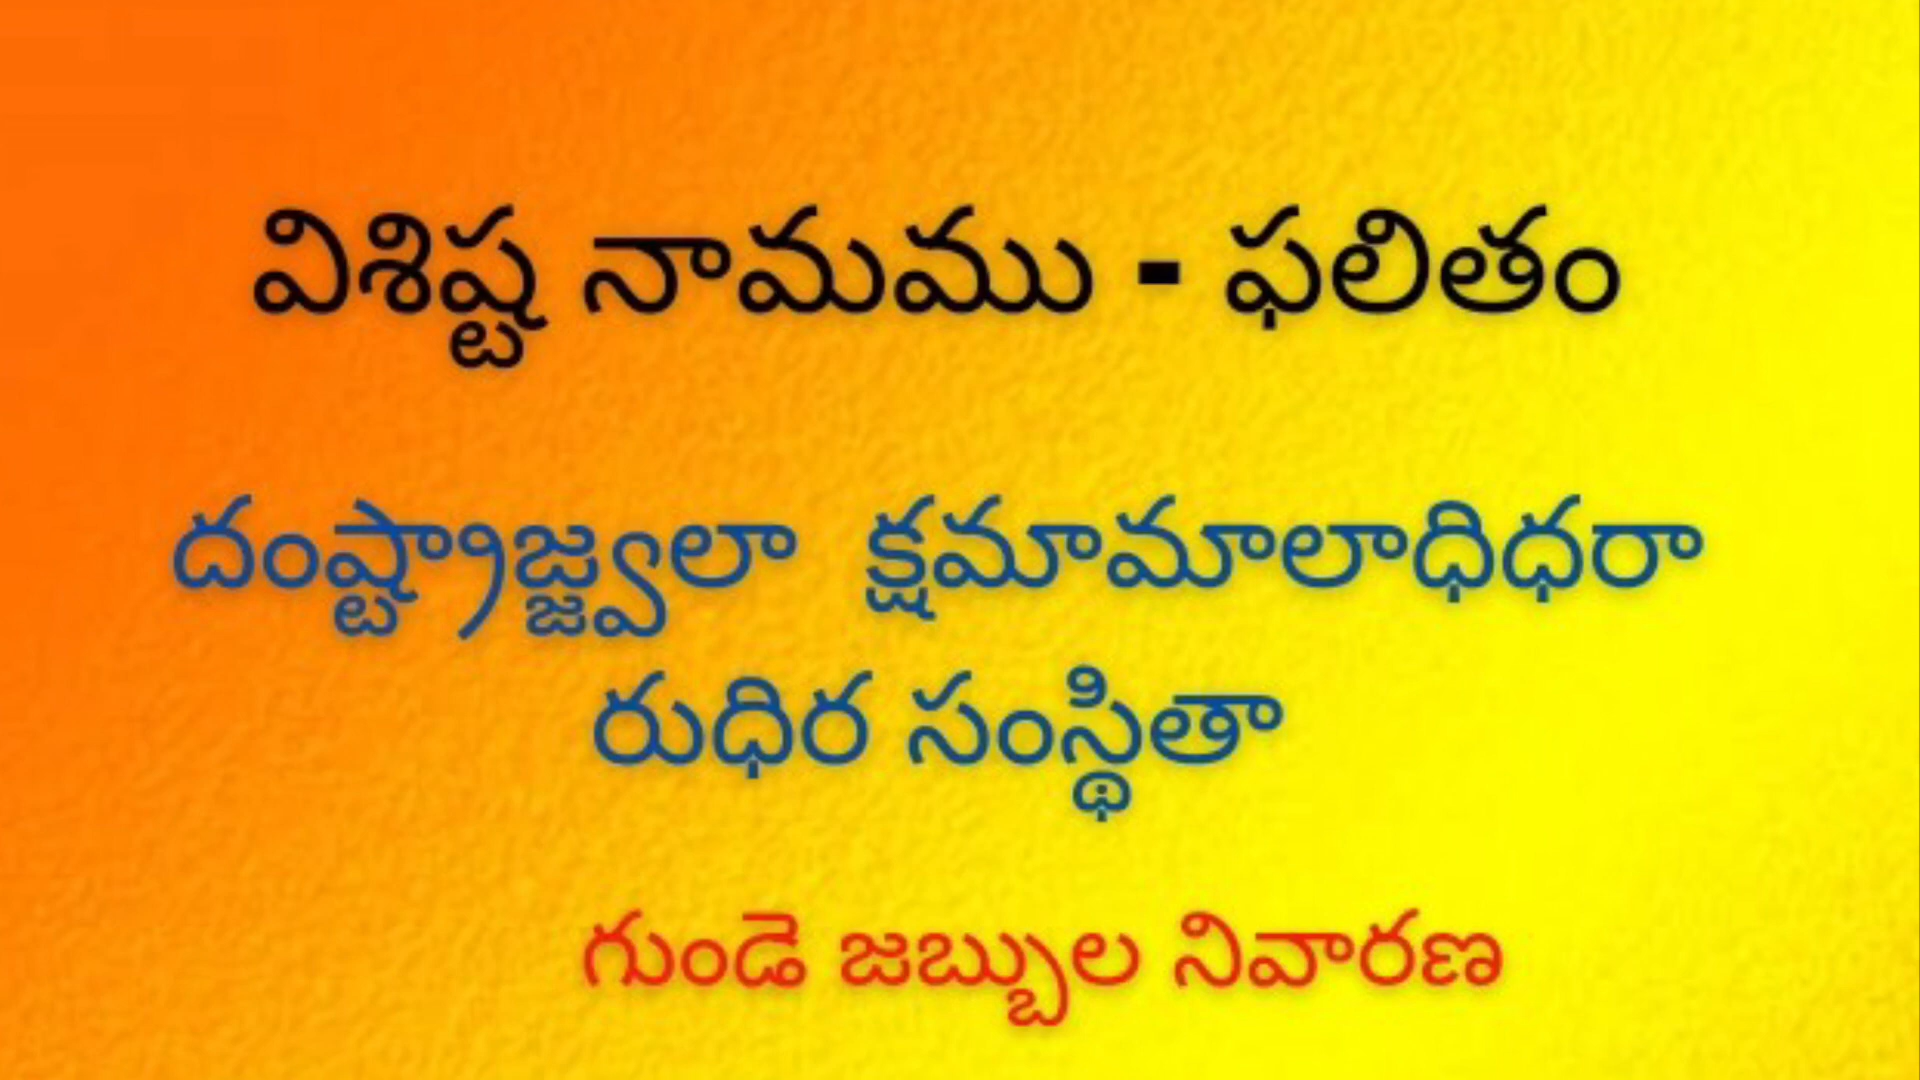 విశిష్ట నామము - ఫలితం
దంష్ట్రాజ్జ్వలా క్షమామాలాధిధరా
రుధిర సంస్థితా
గుండె జబ్బుల నివారణ